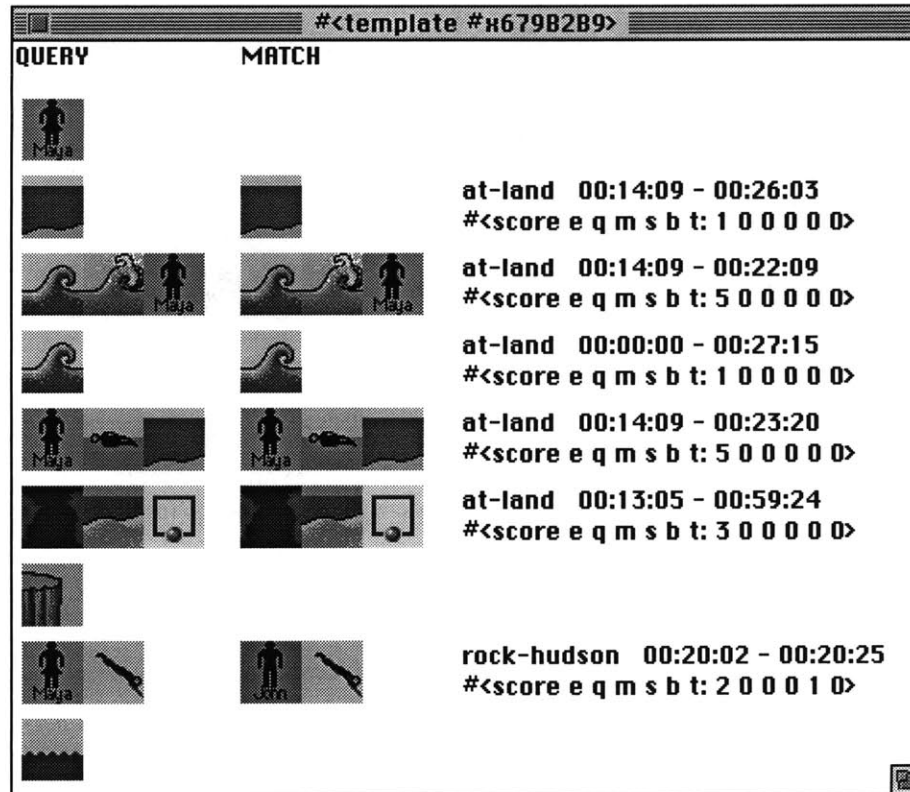 #<template #x679B2B9>
QUERY MATCH
Maya
at-land 00:14:09 - 00:26:03
#<score e q m s b t: 1 0 0 0 0 0>
Maya Maya at-land 00:14:09 - 00:22:09
#<score e q m s b t: 5 0 0 0 0 0>
at-land 00:00:00 - 00:27:15
#<score e q m s b t: 1 0 0 0 0 0>
Maya Maya at-land 00:14:09 - 00:23:20
#<score e q m s b t: 5 0 0 0 0 0>
at-land 00:13:05 - 00:59:24
#<score e q m s b t: 3 0 0 0 0 0>
Maya John rock-hudson 00:20:02 - 00:20:25
#<score e q m s b t: 2 0 0 0 1 0>